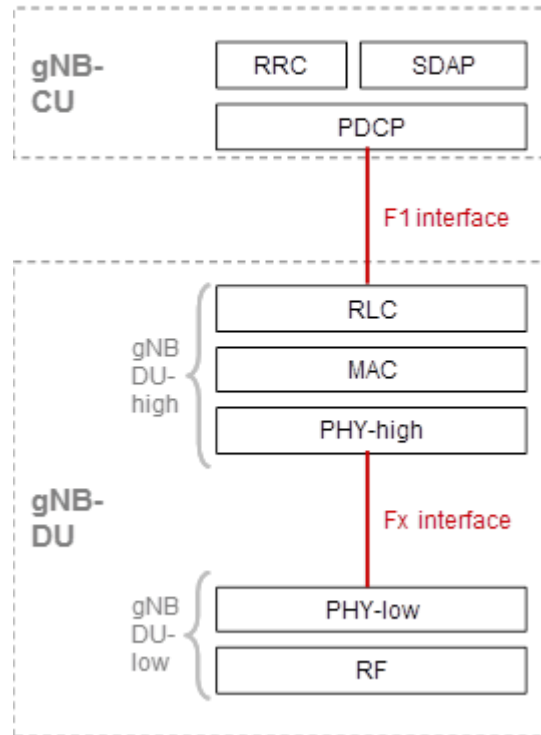 gNB-
CU
RRC
SDAP
PDCP
F1 interface
gNB
DU-
high
RLC
MAC
PHY-high
gNB-
DU
Fx interface
gNB
DU-
low
PHY-low
RF